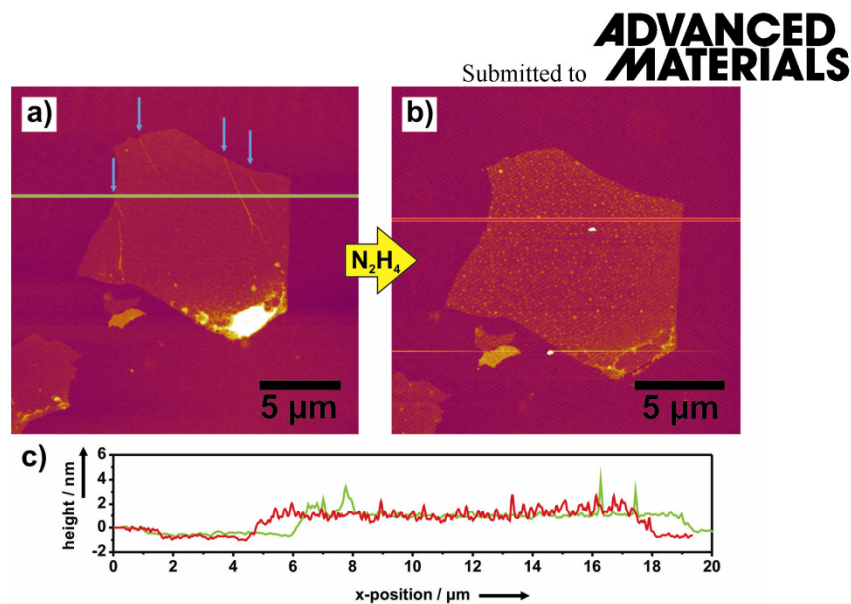 ADVANCED
Submitted to MATERIALS
a)
b)
N₂H₄
5 µm
5 µm
c)
height / nm
6
4
2
0
-2
0 2 4 6 8 10 12 14 16 18 20
x-position / µm